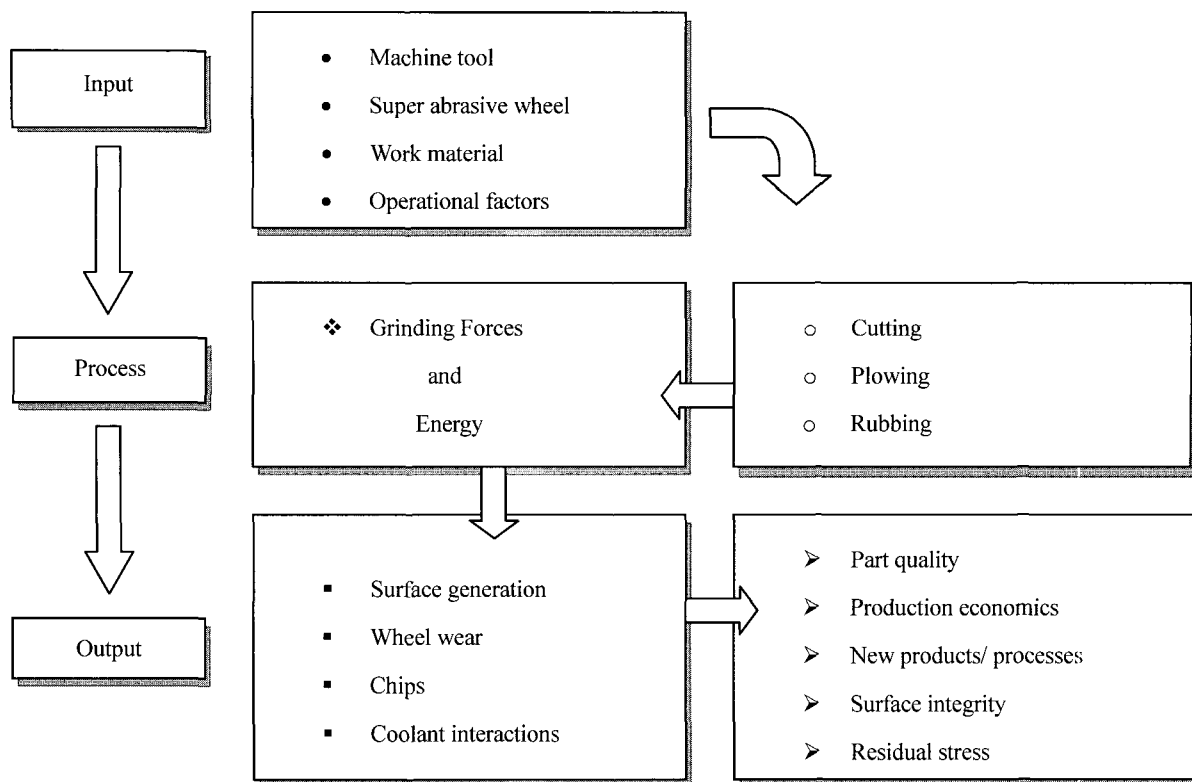 Input
• Machine tool
• Super abrasive wheel
• Work material
• Operational factors
Process
❖ Grinding Forces
and
Energy
○ Cutting
○ Plowing
○ Rubbing
Output
▪ Surface generation
▪ Wheel wear
▪ Chips
▪ Coolant interactions
➢ Part quality
➢ Production economics
➢ New products/ processes
➢ Surface integrity
➢ Residual stress